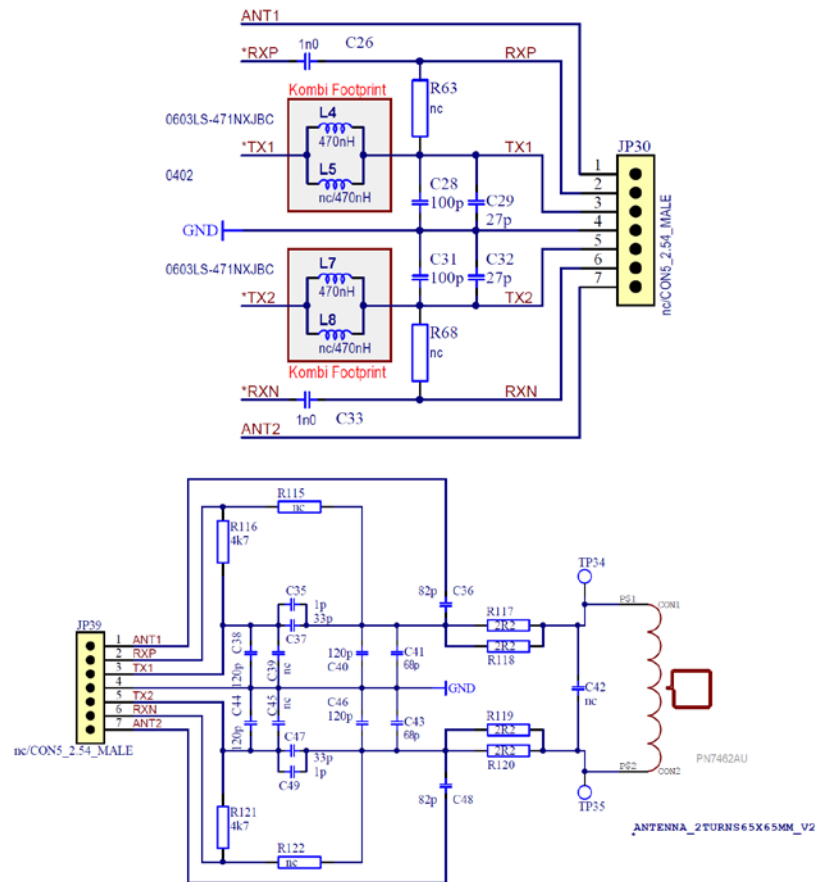 ANT1
*RXP
1n0
C26
RXP
R63
nc
Kombi Footprint
0603LS-471NXJBC
L4
470nH
*TX1
TX1
JP30
L5
nc/470nH
0402
C28
100p
C29
27p
1
2
3
4
5
6
7
nc/CON5_2.54_MALE
GND
C31
100p
C32
27p
0603LS-471NXJBC
L7
470nH
*TX2
TX2
L8
nc/470nH
Kombi Footprint
R68
nc
*RXN
1n0
C33
RXN
ANT2
R115
nc
R116
4k7
TP34
C35
1p
82p
C36
PS1
CON1
R117
2R2
JP39
1
ANT1
2
RXP
3
TX1
4
5
TX2
6
RXN
7
ANT2
nc/CON5_2.54_MALE
C37
33p
2R2
R118
C38
120p
C39
nc
120p
C40
C41
68p
GND
C42
nc
C44
120p
C45
nc
C46
120p
C43
68p
R119
2R2
C47
33p
2R2
R120
C49
1p
PN7462AU
PS2
CON2
82p
C48
TP35
R121
4k7
R122
nc
ANTENNA_2TURNS65X65MM_V2